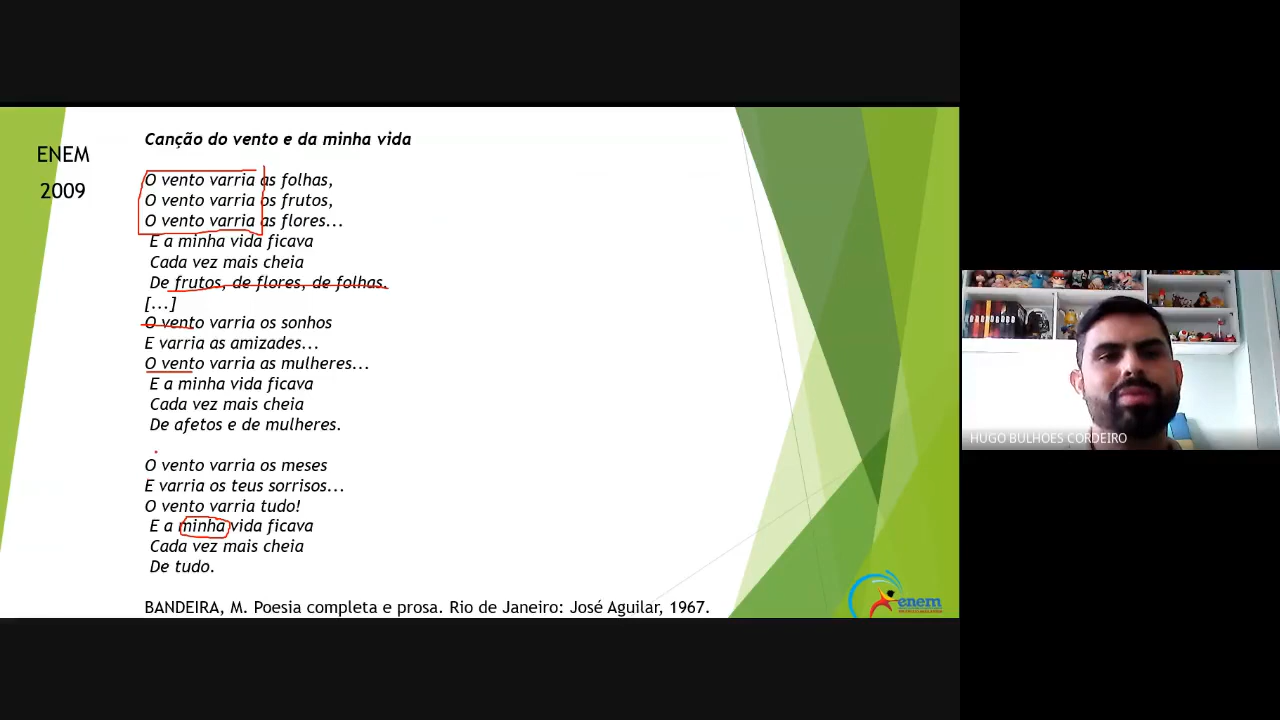 ENEM
2009
Canção do vento e da minha vida
O vento varria as folhas,
O vento varria os frutos,
O vento varria as flores...
E a minha vida ficava
Cada vez mais cheia
De frutos, de flores, de folhas.
[...]
O vento varria os sonhos
E varria as amizades...
O vento varria as mulheres...
E a minha vida ficava
Cada vez mais cheia
De afetos e de mulheres.
O vento varria os meses
E varria os teus sorrisos...
O vento varria tudo!
E a minha vida ficava
Cada vez mais cheia
De tudo.
BANDEIRA, M. Poesia completa e prosa. Rio de Janeiro: José Aguilar, 1967.
enem
HUGO BULHOES CORDEIRO